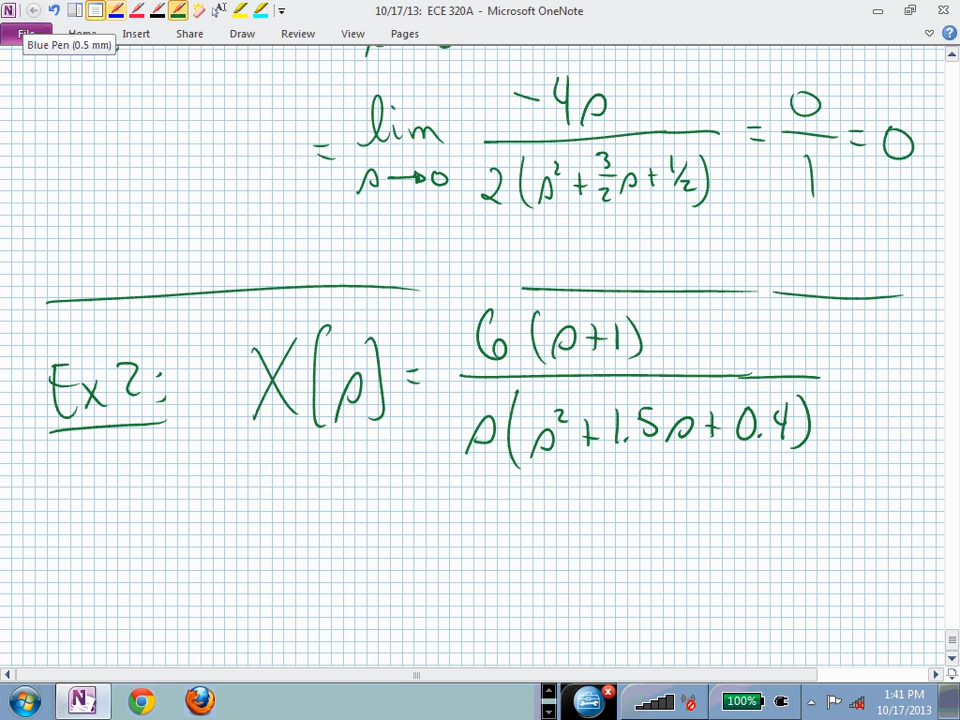 10/17/13: ECE 320A - Microsoft OneNote
File Home Insert Share Draw Review View Pages
Blue Pen (0.5 mm)
= lim s→0 -4s / 2(s² + 3/2 s + 1/2) = 0/1 = 0
Ex 2: X(s) = 6(s+1) / s(s² + 1.5s + 0.4)
100%
1:41 PM
10/17/2013